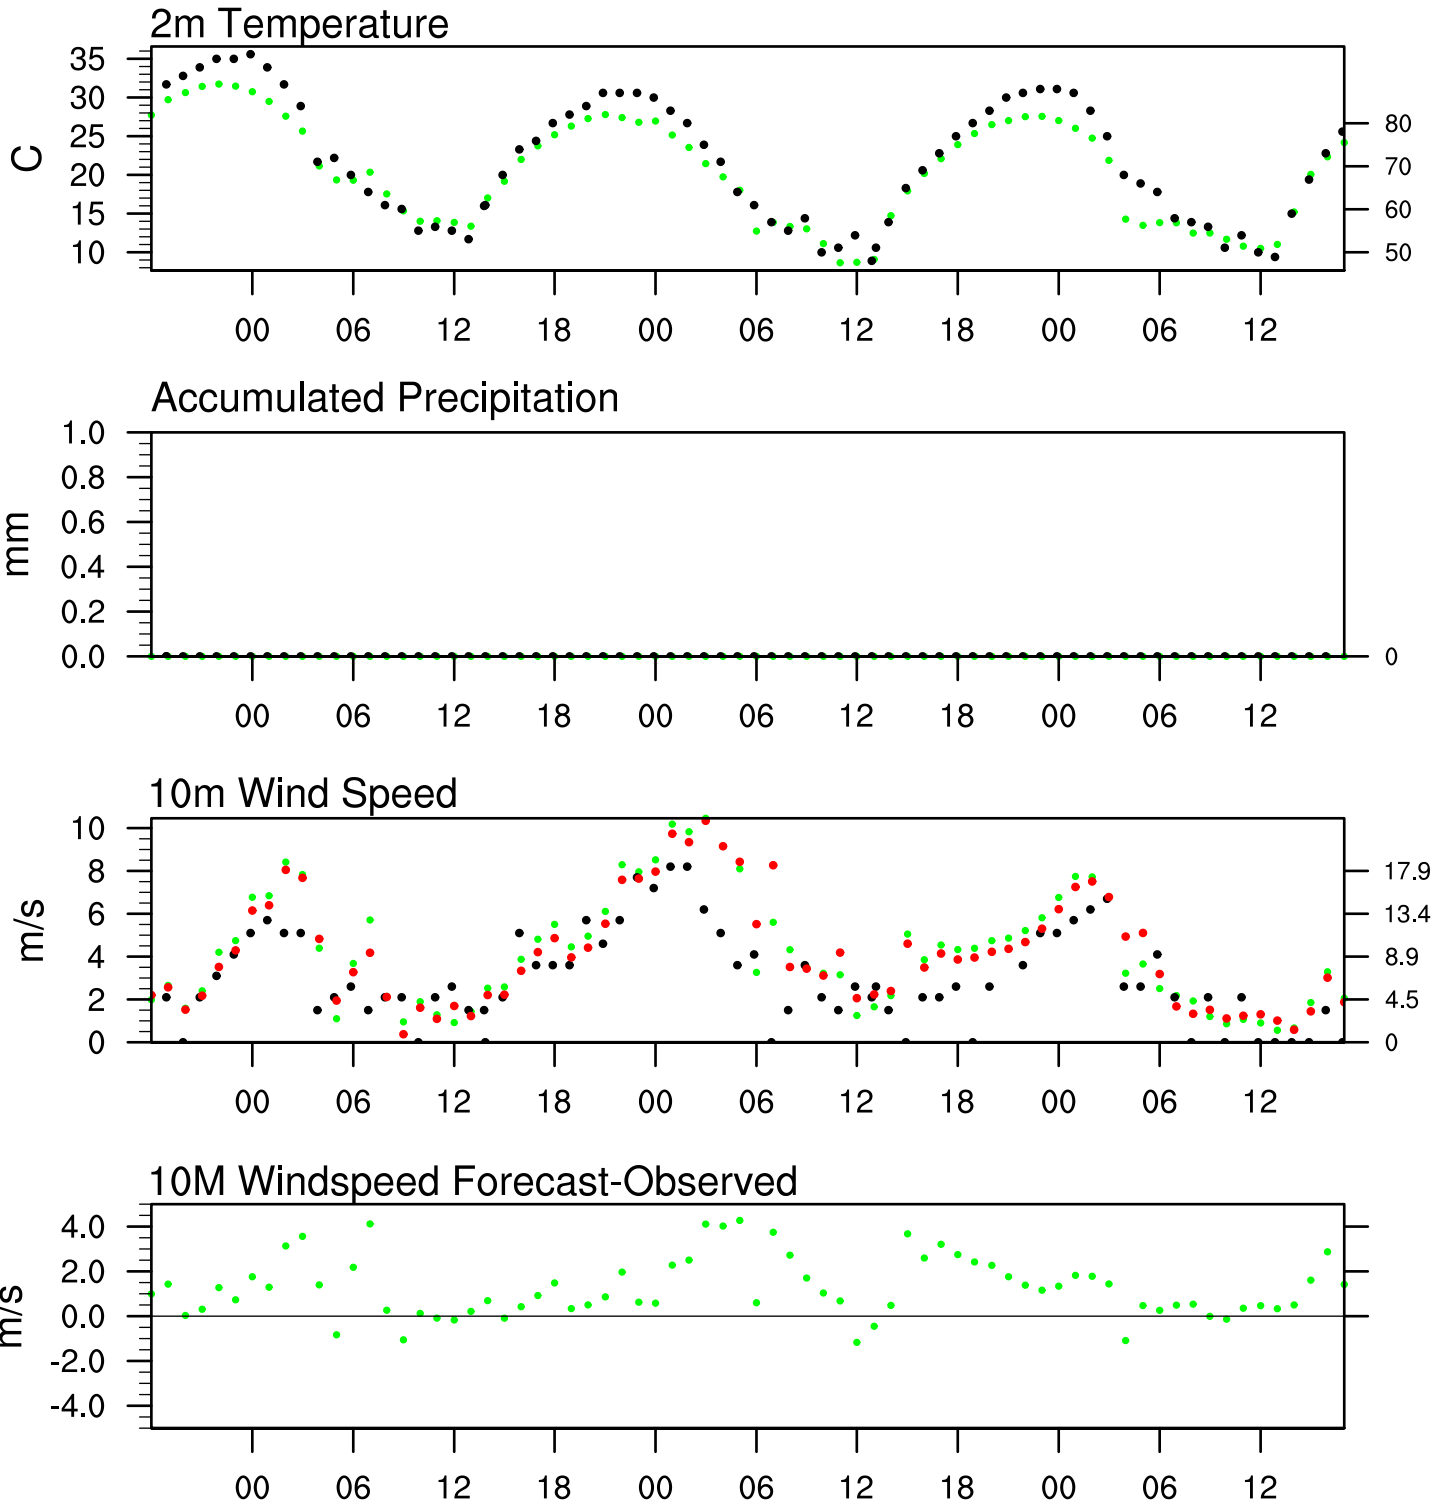 2m Temperature
35
30
25
20
15
10
C
80
70
60
50
00 06 12 18 00 06 12 18 00 06 12
Accumulated Precipitation
1.0
0.8
0.6
0.4
0.2
0.0
mm
0
00 06 12 18 00 06 12 18 00 06 12
10m Wind Speed
10
8
6
4
2
0
m/s
17.9
13.4
8.9
4.5
0
00 06 12 18 00 06 12 18 00 06 12
10M Windspeed Forecast-Observed
4.0
2.0
0.0
-2.0
-4.0
m/s
00 06 12 18 00 06 12 18 00 06 12